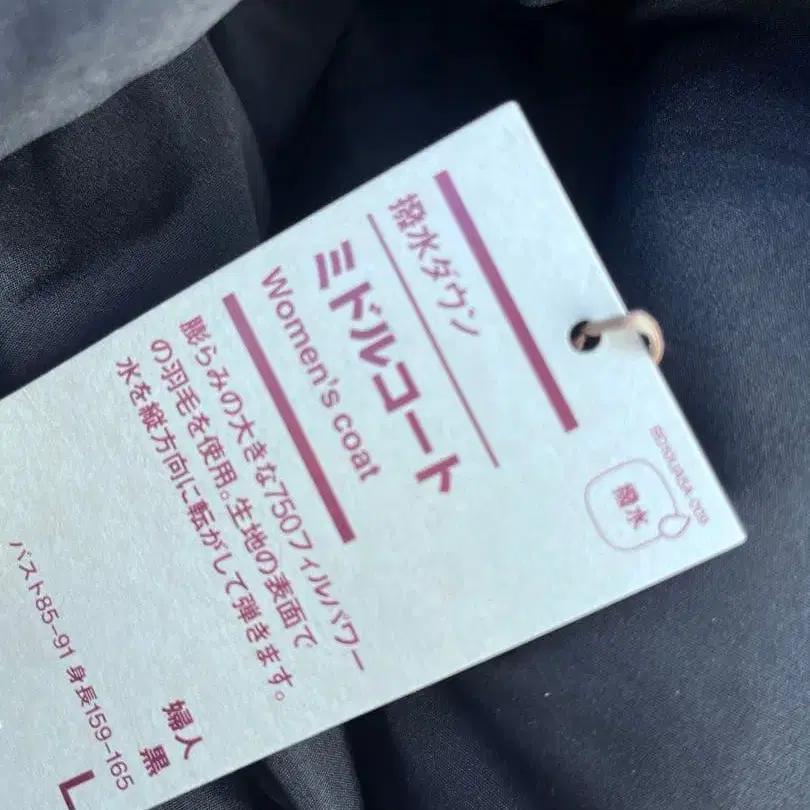 撥水
撥水ダウン
ミドルコート
Women's coat
膨らみの大きな750フィルパワー
の羽毛を使用。生地の表面で
水を縦方向に転がして弾きます。
婦人
黒
バスト85-91 身長159-165
L